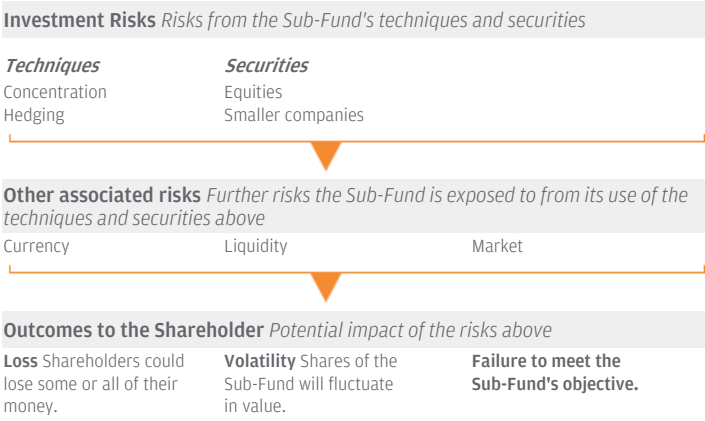 Investment Risks Risks from the Sub-Fund's techniques and securities
Techniques Securities
Concentration Equities
Hedging Smaller companies
Other associated risks Further risks the Sub-Fund is exposed to from its use of the
techniques and securities above
Currency Liquidity Market
Outcomes to the Shareholder Potential impact of the risks above
Loss Shareholders could
lose some or all of their
money.
Volatility Shares of the
Sub-Fund will fluctuate
in value.
Failure to meet the
Sub-Fund's objective.